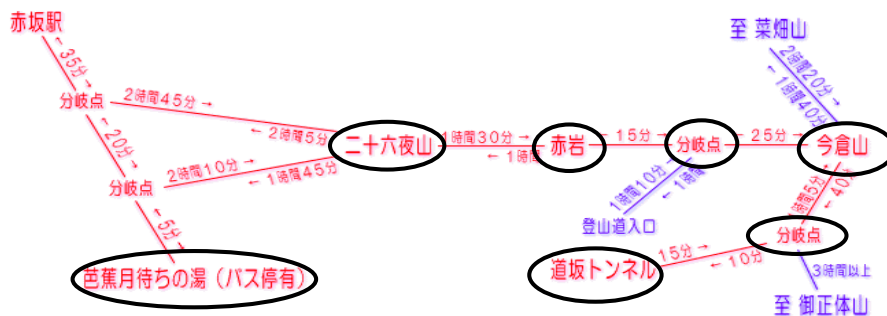 赤坂駅
至 菜畑山
←35分→
2時間20分→
←1時間40分
分岐点
2時間45分→
←2時間5分
←20分→
二十六夜山
1時間30分→
←1時間
赤岩
15分→
分岐点
25分→
今倉山
2時間10分→
←1時間45分
分岐点
1時間10分→
←1時間
時間5分→
←40分
登山道入口
分岐点
←5分→
芭蕉月待ちの湯（バス停有）
道坂トンネル
15分→
←10分
3時間以上
至 御正体山